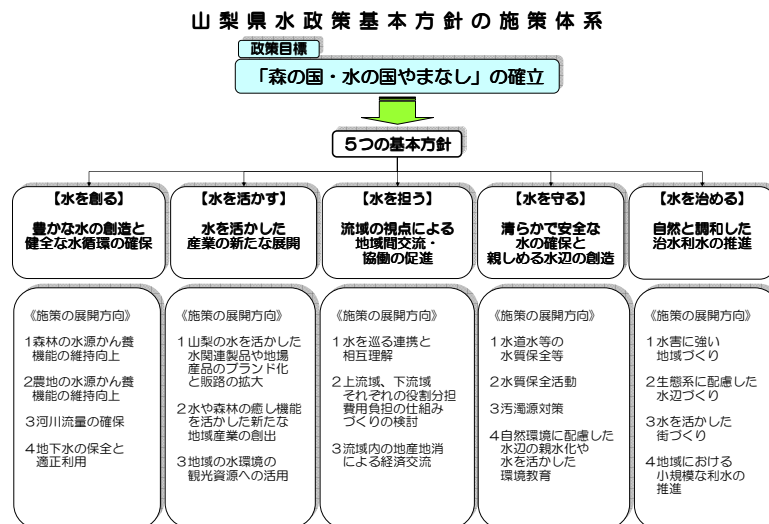 山梨県水政策基本方針の施策体系
政策目標
「森の国・水の国やまなし」の確立
5つの基本方針
【水を創る】
豊かな水の創造と
健全な水循環の確保
【水を活かす】
水を活かした
産業の新たな展開
【水を担う】
流域の視点による
地域間交流・
協働の促進
【水を守る】
清らかで安全な
水の確保と
親しめる水辺の創造
【水を治める】
自然と調和した
治水利水の推進
《施策の展開方向》
1森林の水源かん養
機能の維持向上
2農地の水源かん養
機能の維持向上
3河川流量の確保
4地下水の保全と
適正利用
《施策の展開方向》
1山梨の水を活かした
水関連製品や地場
産品のブランド化
と販路の拡大
2水や森林の癒し機能
を活かした新たな
地域産業の創出
3地域の水環境の
観光資源への活用
《施策の展開方向》
1水を巡る連携と
相互理解
2上流域、下流域
それぞれの役割分担
費用負担の仕組み
づくりの検討
3流域内の地産地消
による経済交流
《施策の展開方向》
1水道水等の
水質保全等
2水質保全活動
3汚濁源対策
4自然環境に配慮した
水辺の親水化や
水を活かした
環境教育
《施策の展開方向》
1水害に強い
地域づくり
2生態系に配慮した
水辺づくり
3水を活かした
街づくり
4地域における
小規模な利水の
推進